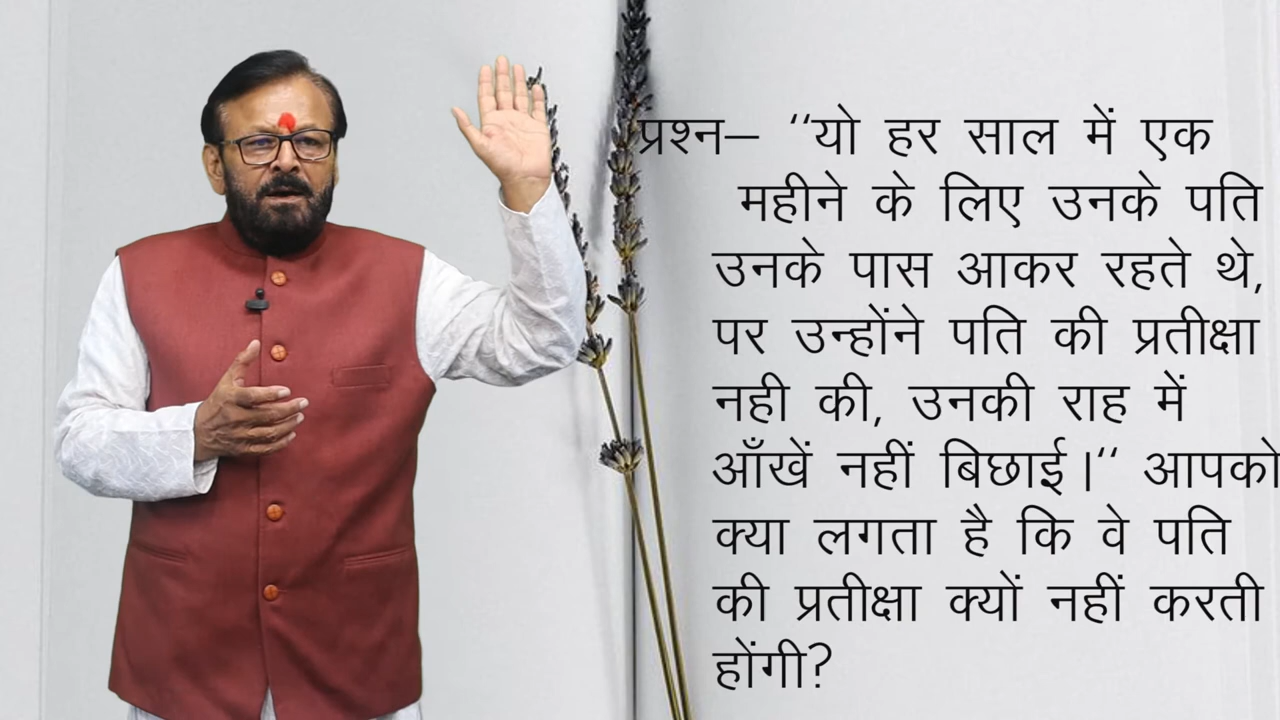 प्रश्न– “यो हर साल में एक
महीने के लिए उनके पति
उनके पास आकर रहते थे,
पर उन्होंने पति की प्रतीक्षा
नही की, उनकी राह में
आँखें नहीं बिछाई।“ आपको
क्या लगता है कि वे पति
की प्रतीक्षा क्यों नहीं करती
होंगी?